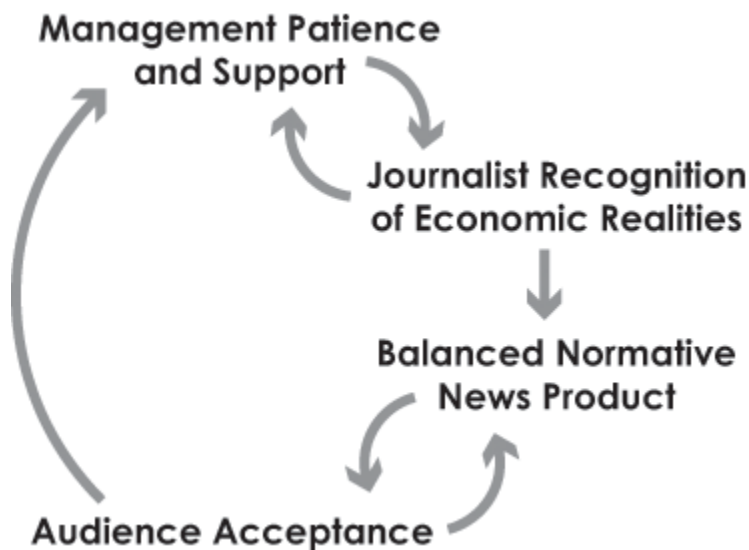 Management Patience
and Support
Journalist Recognition
of Economic Realities
Balanced Normative
News Product
Audience Acceptance